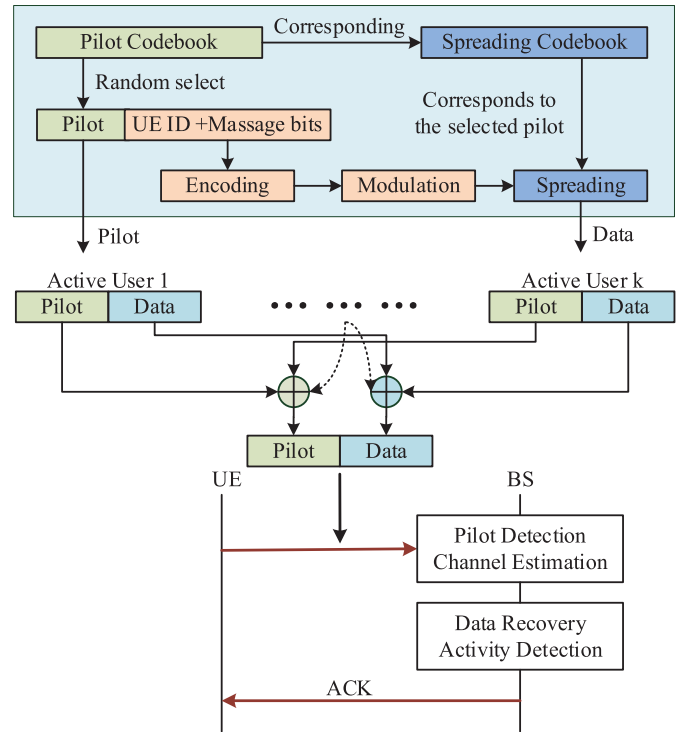 Pilot Codebook
Corresponding
Spreading Codebook
Random select
Corresponds to
the selected pilot
Pilot
UE ID +Massage bits
Encoding
Modulation
Spreading
Pilot
Data
Active User 1
Active User k
Pilot
Data
Pilot
Data
Pilot
Data
UE
BS
Pilot Detection
Channel Estimation
Data Recovery
Activity Detection
ACK